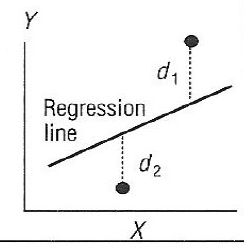 Y
d₁
Regression
line
d₂
X